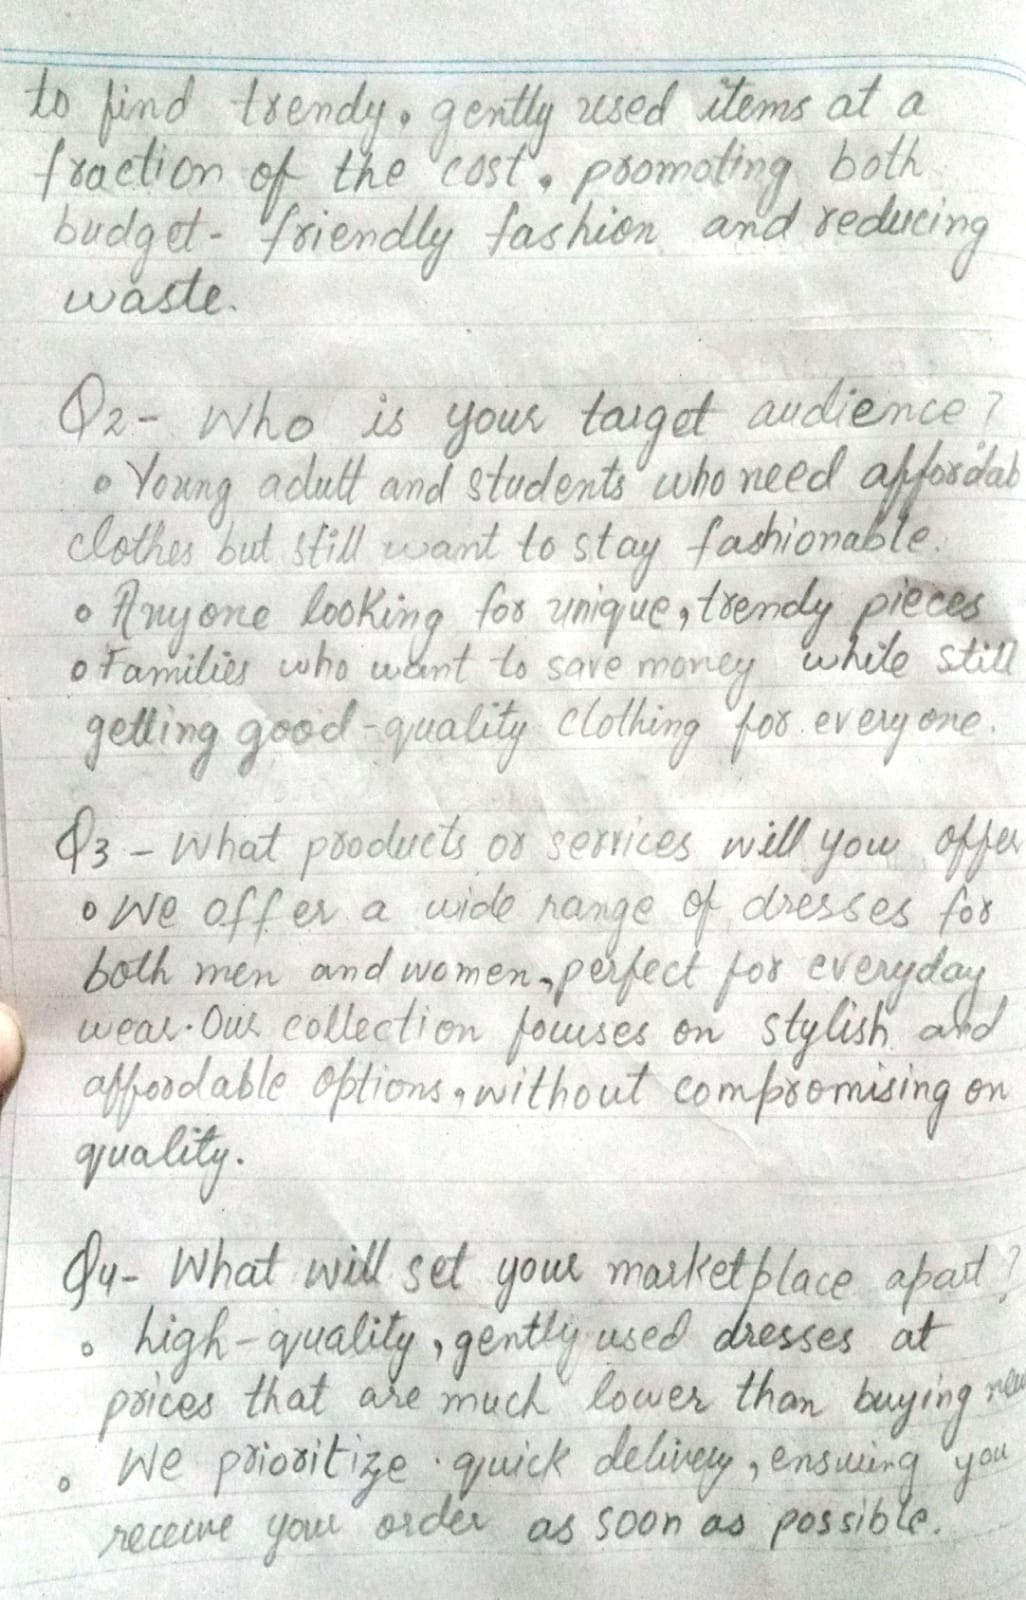 to find trendy, gently used items at a
fraction of the cost, promoting both
budget- friendly fashion and reducing
waste.
Q2- Who is your target audience?
• Young adult and students who need affordab
clothes but still want to stay fashionable.
• Anyone looking for unique, trendy pieces
• Families who want to save money while still
getting good-quality clothing for everyone.
Q3 - What products or services will you offer
• We offer a wide range of dresses for
both men and women, perfect for everyday
wear. Our collection focuses on stylish and
affordable options, without compromising on
quality.
Q4- What will set your marketplace apart?
• high-quality, gently used dresses at
prices that are much lower than buying new
• We prioritize quick delivery, ensuring you
receive your order as soon as possible.